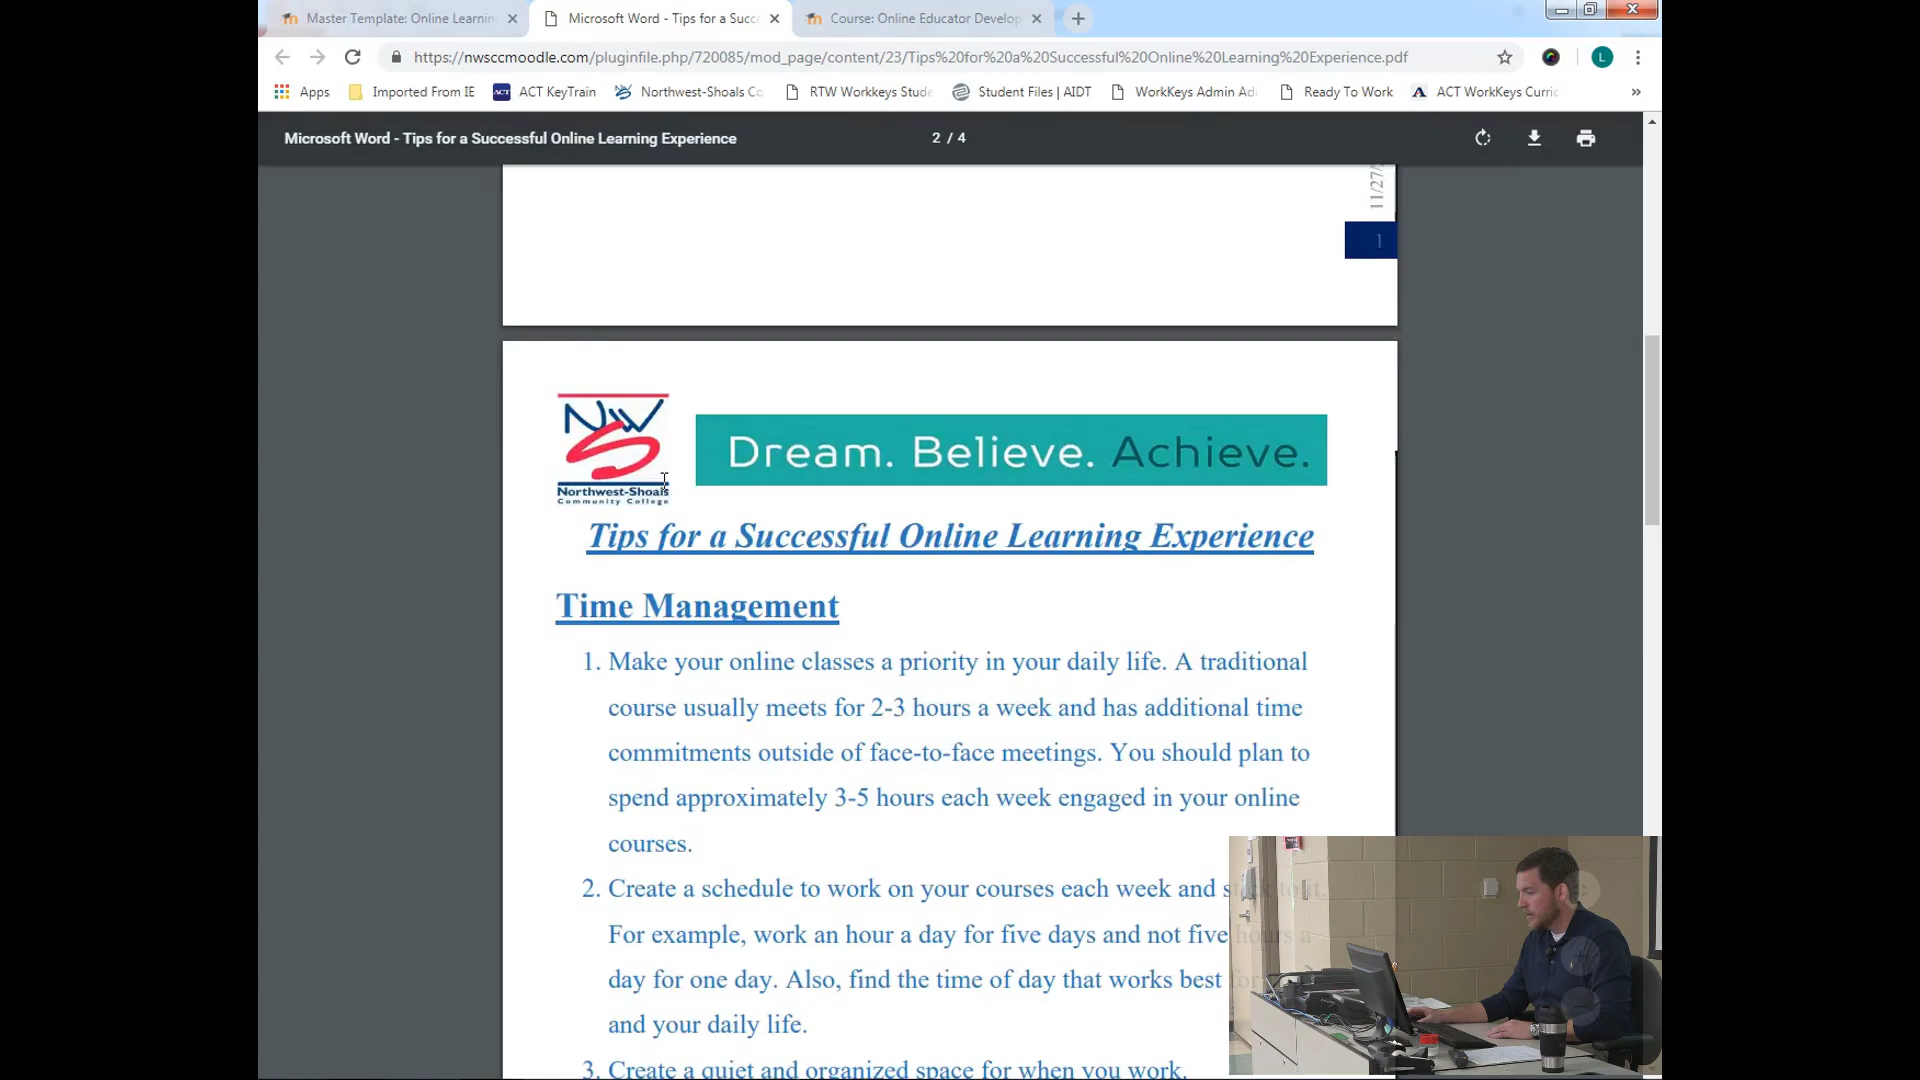 Master Template: Online Learnin
Microsoft Word - Tips for a Succ
Course: Online Educator Develop
https://nwsccmoodle.com/pluginfile.php/720085/mod_page/content/23/Tips%20for%20a%20Successful%20Online%20Learning%20Experience.pdf
L
Apps
Imported From IE
ACT KeyTrain
Northwest-Shoals Co
RTW Workkeys Stude
Student Files | AIDT
WorkKeys Admin Ad
Ready To Work
ACT WorkKeys Curric
»
Microsoft Word - Tips for a Successful Online Learning Experience
2 / 4
11/27/
1
NWS
Northwest-Shoals
Community College
Dream. Believe. Achieve.
Tips for a Successful Online Learning Experience
Time Management
1. Make your online classes a priority in your daily life. A traditional
course usually meets for 2-3 hours a week and has additional time
commitments outside of face-to-face meetings. You should plan to
spend approximately 3-5 hours each week engaged in your online
courses.
2. Create a schedule to work on your courses each week and stick to it.
For example, work an hour a day for five days and not five hours a
day for one day. Also, find the time of day that works best for
and your daily life.
3. Create a quiet and organized space for when you work.